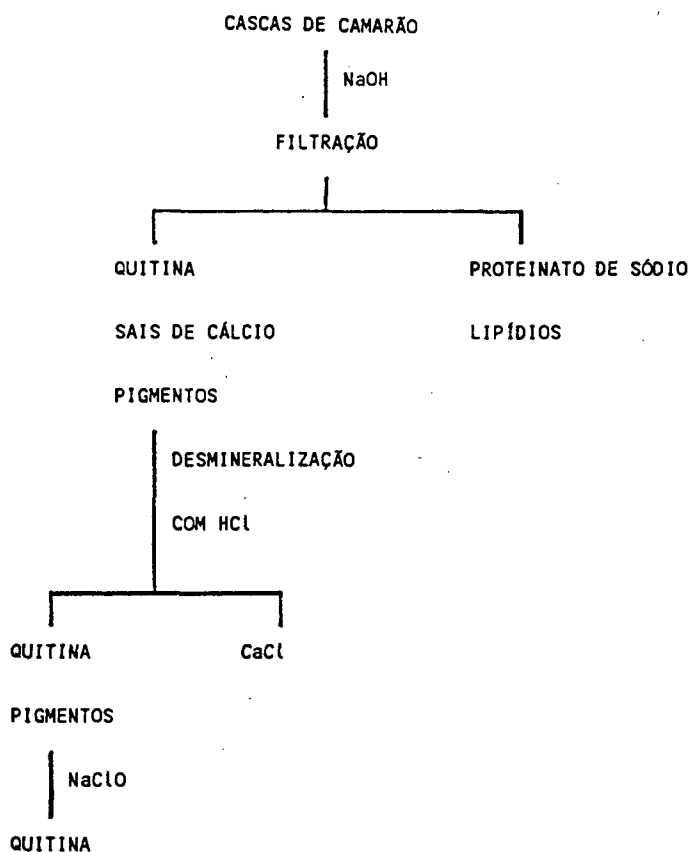 CASCAS DE CAMARÃO
NaOH
FILTRAÇÃO
QUITINA
PROTEINATO DE SÓDIO
SAIS DE CÁLCIO
LIPÍDIOS
PIGMENTOS
DESMINERALIZAÇÃO
COM HCl
QUITINA
CaCl
PIGMENTOS
NaClO
QUITINA